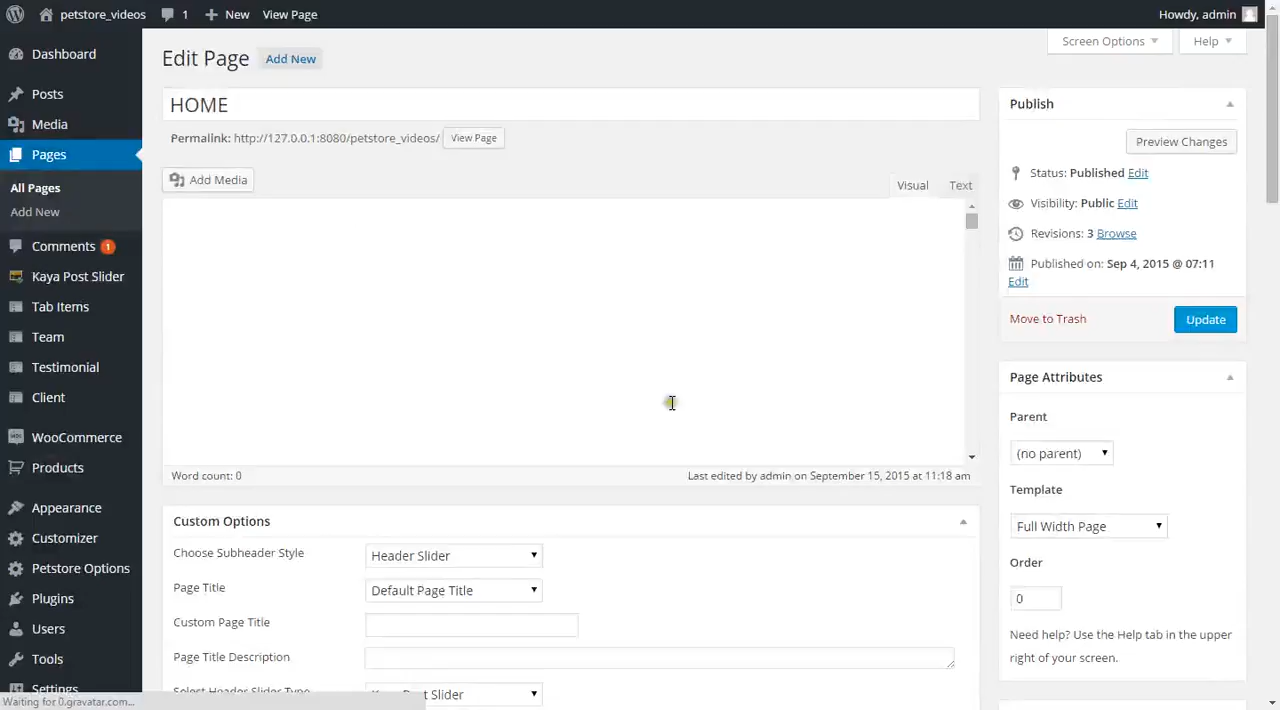 petstore_videos 1 New View Page Howdy, admin
Dashboard
Posts
Media
Pages
All Pages
Add New
Comments 1
Kaya Post Slider
Tab Items
Team
Testimonial
Client
WooCommerce
Products
Appearance
Customizer
Petstore Options
Plugins
Users
Tools
Settings
Waiting for 0.gravatar.com...
Screen Options Help
Edit Page Add New
HOME
Permalink: http://127.0.0.1:8080/petstore_videos/ View Page
Add Media
Visual Text
Word count: 0 Last edited by admin on September 15, 2015 at 11:18 am
Custom Options
Choose Subheader Style Header Slider
Page Title Default Page Title
Custom Page Title
Page Title Description
Select Header Slider Type Kaya Post Slider
Publish
Preview Changes
Status: Published Edit
Visibility: Public Edit
Revisions: 3 Browse
Published on: Sep 4, 2015 @ 07:11
Edit
Move to Trash Update
Page Attributes
Parent
(no parent)
Template
Full Width Page
Order
0
Need help? Use the Help tab in the upper
right of your screen.